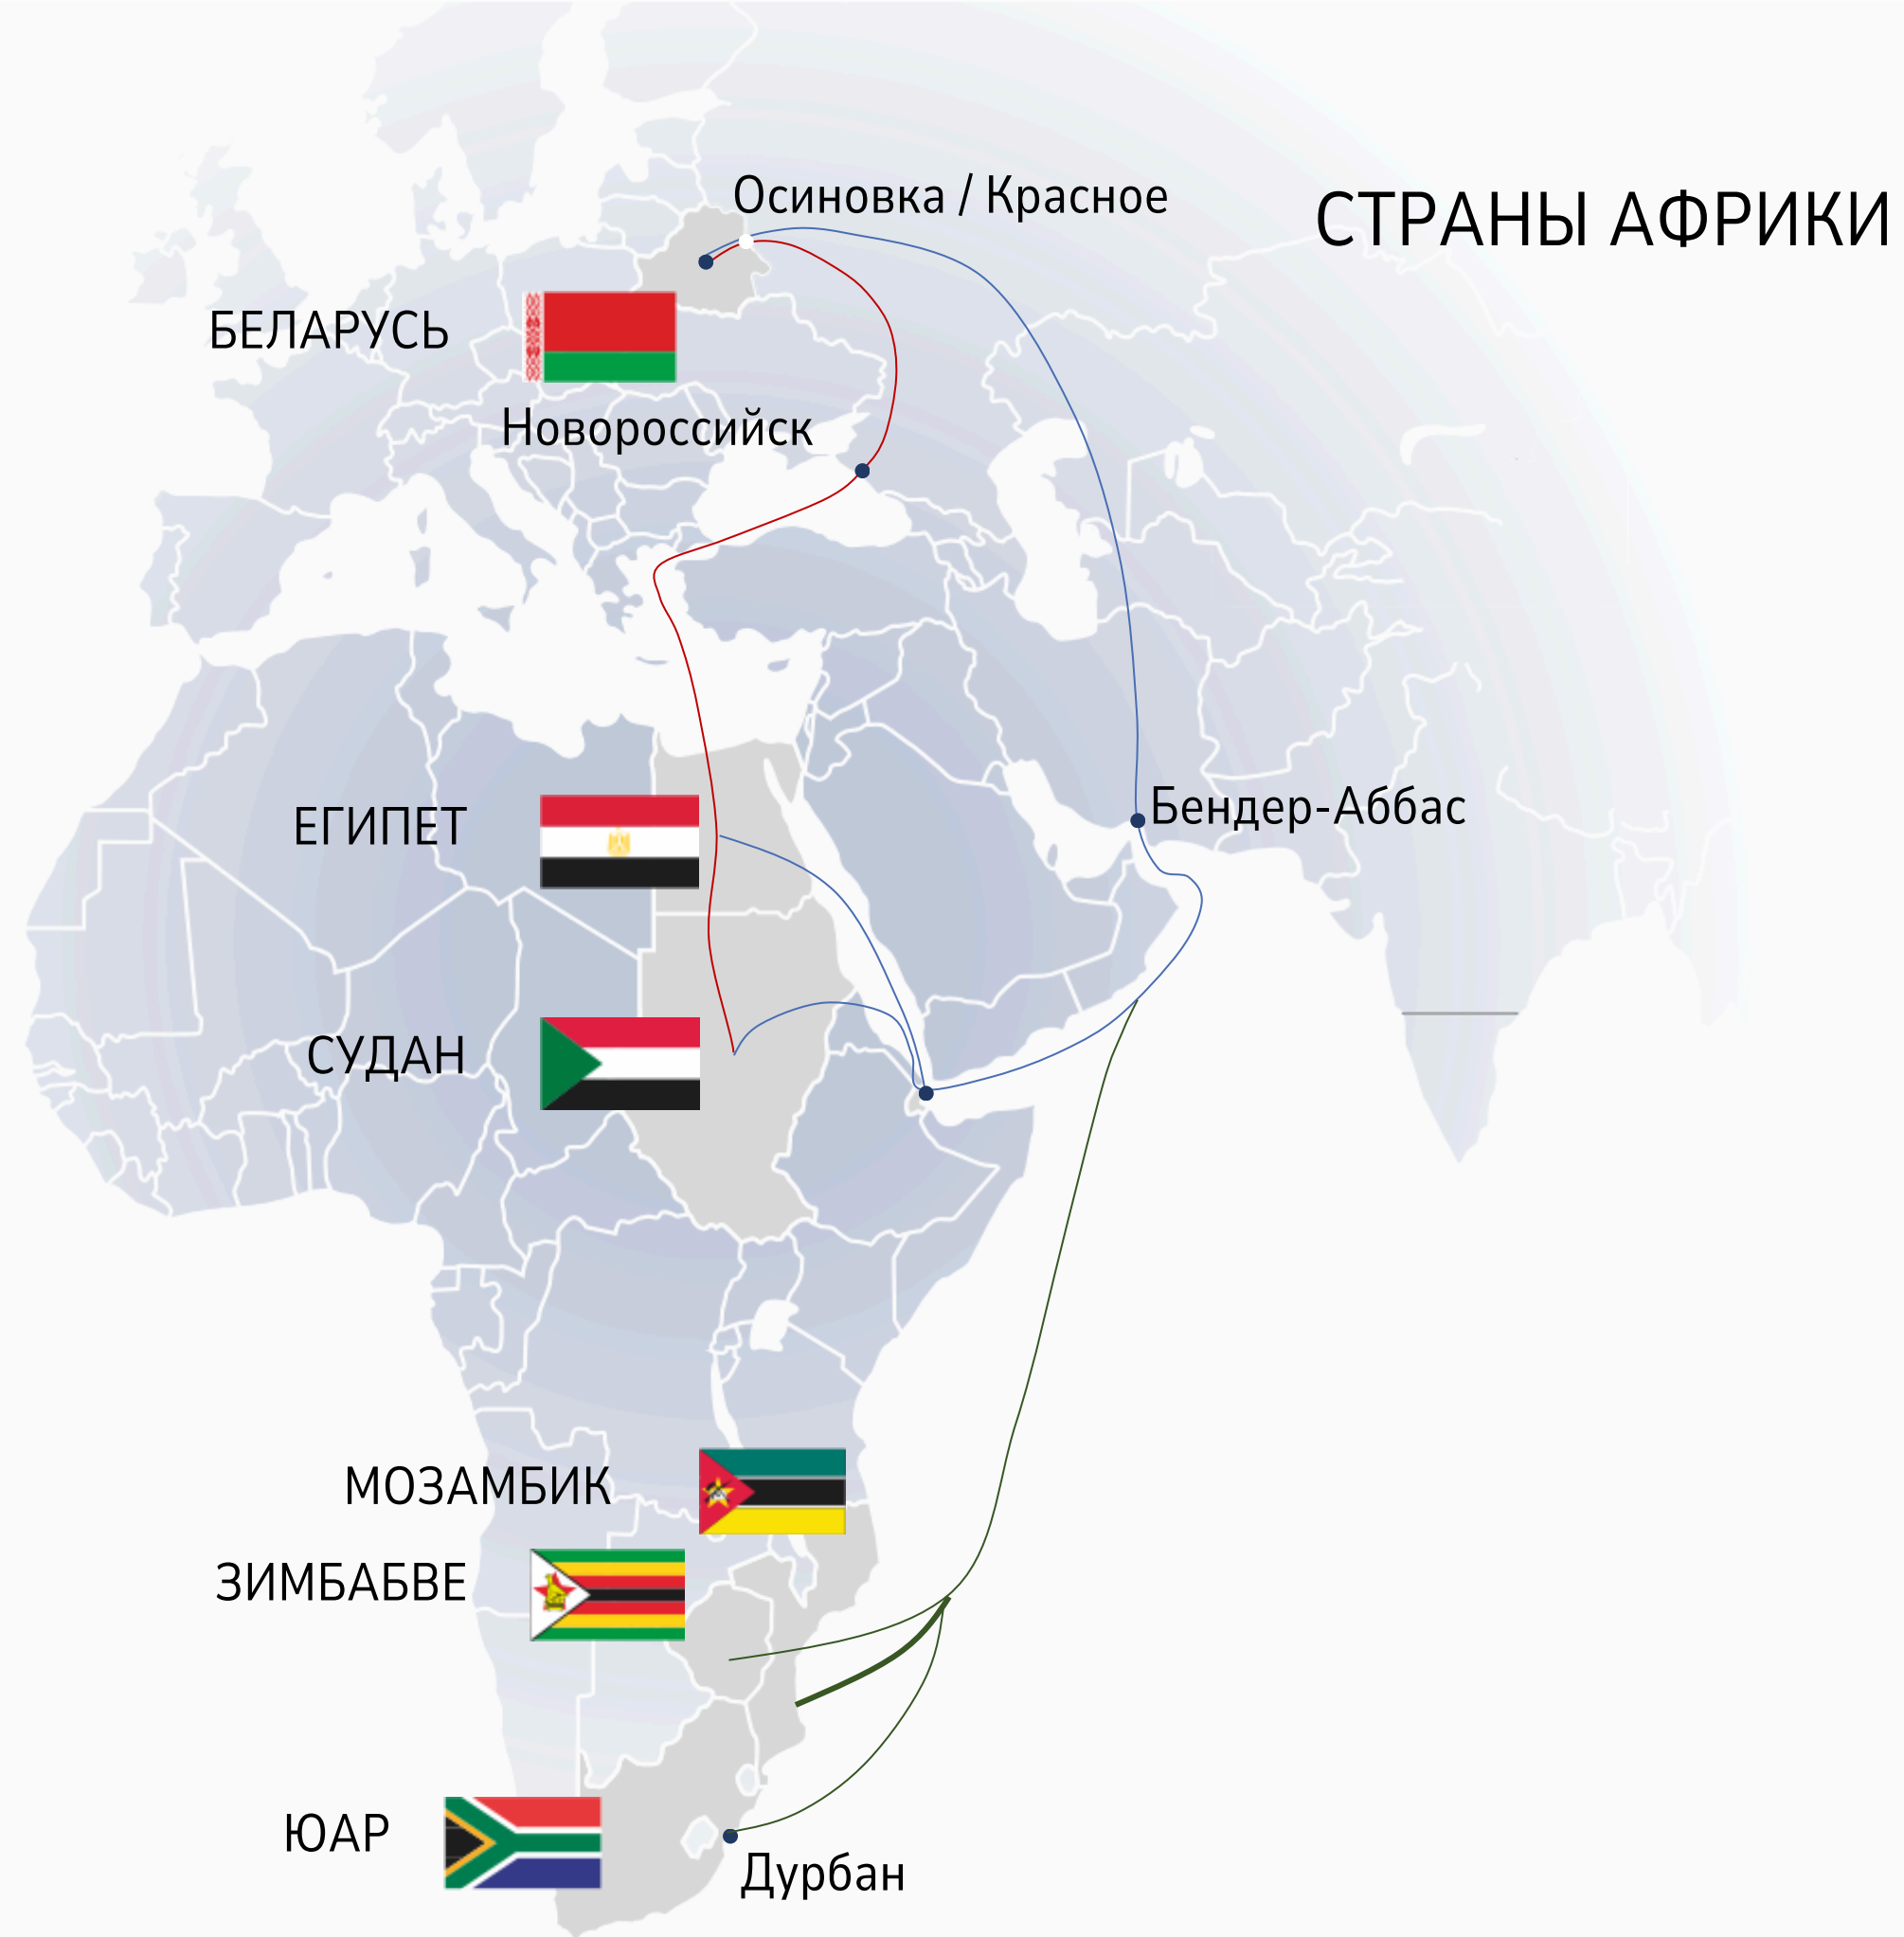 Осиновка / Красное
СТРАНЫ АФРИКИ
БЕЛАРУСЬ
Новороссийск
Бендер-Аббас
ЕГИПЕТ
СУДАН
МОЗАМБИК
ЗИМБАБВЕ
ЮАР
Дурбан